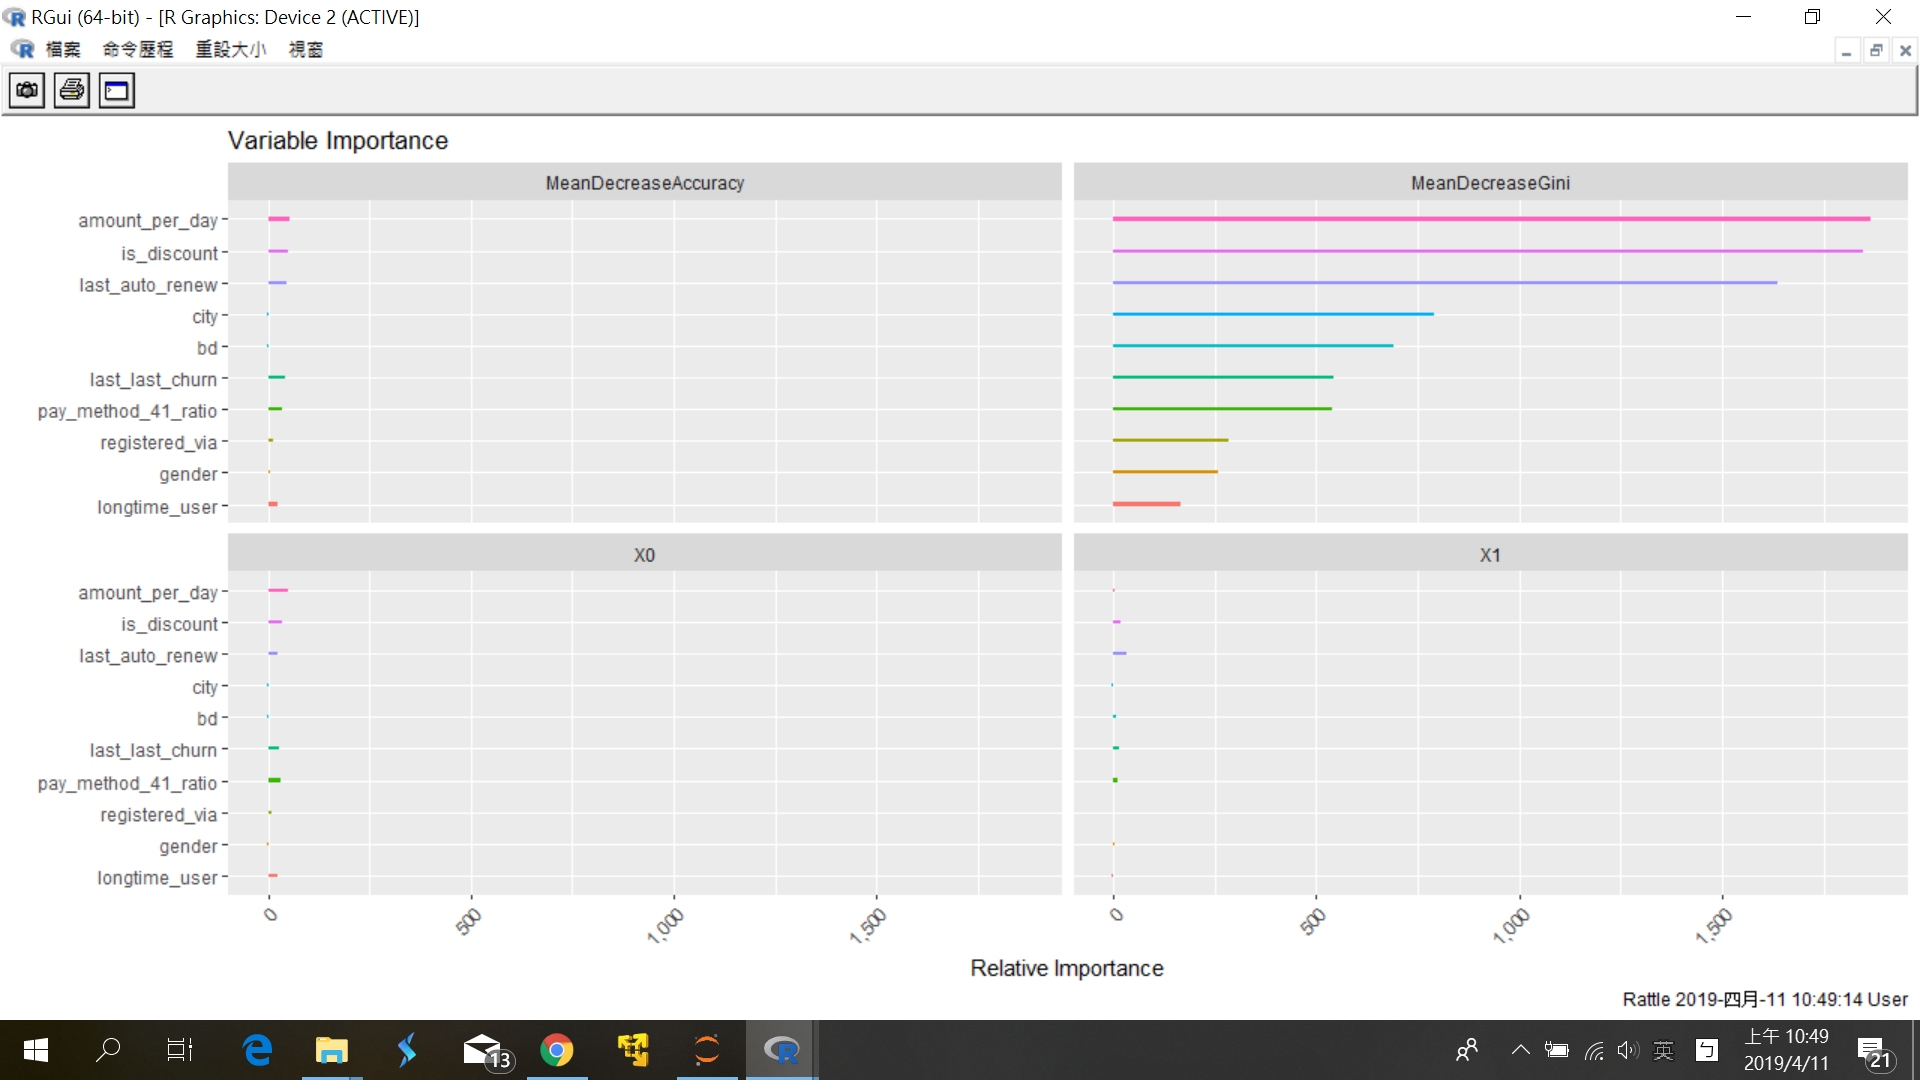 RGui (64-bit) - [R Graphics: Device 2 (ACTIVE)]
檔案 命令歷程 重設大小 視窗
Variable Importance
MeanDecreaseAccuracy
MeanDecreaseGini
amount_per_day
is_discount
last_auto_renew
city
bd
last_last_churn
pay_method_41_ratio
registered_via
gender
longtime_user
X0
X1
amount_per_day
is_discount
last_auto_renew
city
bd
last_last_churn
pay_method_41_ratio
registered_via
gender
longtime_user
0 500 1,000 1,500
0 500 1,000 1,500
Relative Importance
Rattle 2019-四月-11 10:49:14 User
13
英
上午 10:49
2019/4/11
21